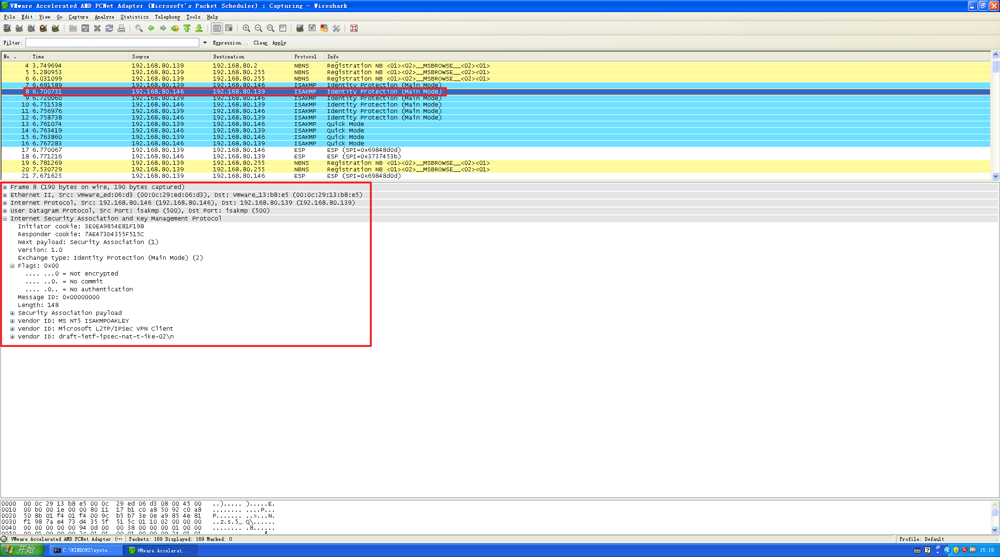 VMware Accelerated AMD PCNet Adapter (Microsoft's Packet Scheduler) : Capturing - Wireshark
File Edit View Go Capture Analyze Statistics Telephony Tools Help
Filter: Expression... Clear Apply
No. . Time Source Destination Protocol Info
4 3.749694 192.168.80.139 192.168.80.2 NBNS Registration NB <01><02>__MSBROWSE__<02><01>
5 5.280953 192.168.80.139 192.168.80.255 NBNS Registration NB <01><02>__MSBROWSE__<02><01>
6 6.031099 192.168.80.139 192.168.80.255 NBNS Registration NB <01><02>__MSBROWSE__<02><01>
7 6.691589 192.168.80.139 192.168.80.146 ISAKMP Identity Protection (Main Mode)
8 6.700731 192.168.80.146 192.168.80.139 ISAKMP Identity Protection (Main Mode)
9 6.720060 192.168.80.139 192.168.80.146 ISAKMP Identity Protection (Main Mode)
10 6.751538 192.168.80.146 192.168.80.139 ISAKMP Identity Protection (Main Mode)
11 6.756976 192.168.80.139 192.168.80.146 ISAKMP Identity Protection (Main Mode)
12 6.758738 192.168.80.146 192.168.80.139 ISAKMP Identity Protection (Main Mode)
13 6.761074 192.168.80.139 192.168.80.146 ISAKMP Quick Mode
14 6.763419 192.168.80.146 192.168.80.139 ISAKMP Quick Mode
15 6.763860 192.168.80.139 192.168.80.146 ISAKMP Quick Mode
16 6.767283 192.168.80.146 192.168.80.139 ISAKMP Quick Mode
17 6.770067 192.168.80.139 192.168.80.146 ESP ESP (SPI=0x69848d0d)
18 6.771216 192.168.80.146 192.168.80.139 ESP ESP (SPI=0x3737453b)
19 6.781269 192.168.80.139 192.168.80.255 NBNS Registration NB <01><02>__MSBROWSE__<02><01>
20 7.530729 192.168.80.139 192.168.80.255 NBNS Registration NB <01><02>__MSBROWSE__<02><01>
21 7.671625 192.168.80.139 192.168.80.146 ESP ESP (SPI=0x69848d0d)
Frame 8 (190 bytes on wire, 190 bytes captured)
Ethernet II, Src: Vmware_ed:06:d3 (00:0c:29:ed:06:d3), Dst: Vmware_13:b8:e5 (00:0c:29:13:b8:e5)
Internet Protocol, Src: 192.168.80.146 (192.168.80.146), Dst: 192.168.80.139 (192.168.80.139)
User Datagram Protocol, Src Port: isakmp (500), Dst Port: isakmp (500)
Internet Security Association and Key Management Protocol
Initiator cookie: 3E0EA9854E81F198
Responder cookie: 7AE473D4355F515C
Next payload: Security Association (1)
Version: 1.0
Exchange type: Identity Protection (Main Mode) (2)
Flags: 0x00
.... ...0 = Not encrypted
.... ..0. = No commit
.... .0.. = No authentication
Message ID: 0x00000000
Length: 148
Security Association payload
Vendor ID: MS NT5 ISAKMPOAKLEY
Vendor ID: Microsoft L2TP/IPSec VPN Client
Vendor ID: draft-ietf-ipsec-nat-t-ike-02\n
0000 00 0c 29 13 b8 e5 00 0c 29 ed 06 d3 08 00 45 00 ..)..... ).....E.
0010 00 b0 00 1e 00 00 80 11 17 b1 c0 a8 50 92 c0 a8 ........ ....P...
0020 50 8b 01 f4 01 f4 00 9c b5 b7 3e 0e a9 85 4e 81 P....... ..>...N.
0030 f1 98 7a e4 73 d4 35 5f 51 5c 01 10 02 00 00 00 ..z.s.5_ Q\......
0040 00 00 00 00 00 94 0d 00 00 38 00 00 00 01 00 00 ........ .8......
0050 00 01 00 00 00 2c 01 01 00 01 00 00 00 24 01 01
VMware Accelerated AMD PCNet Adapter (... Packets: 169 Displayed: 169 Marked: 0 Profile: Default
开始 C:\WINDOWS\syste... VMware Accelerat... 15:19